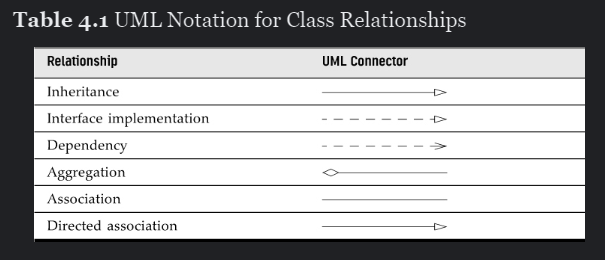 Table 4.1 UML Notation for Class Relationships
Relationship UML Connector
Inheritance
Interface implementation
Dependency
Aggregation
Association
Directed association